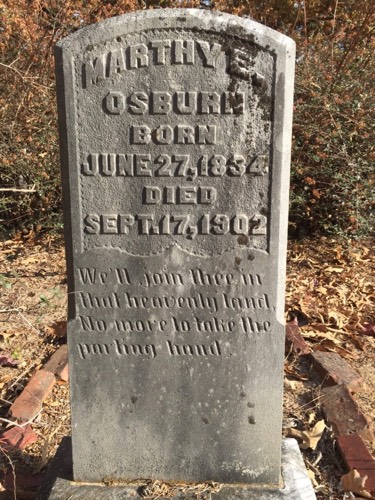 MARTHY E.
OSBURN
BORN
JUNE 27, 1834
DIED
SEPT. 17, 1902
We'll join thee in
that heavenly land
No more to take the
parting hand.